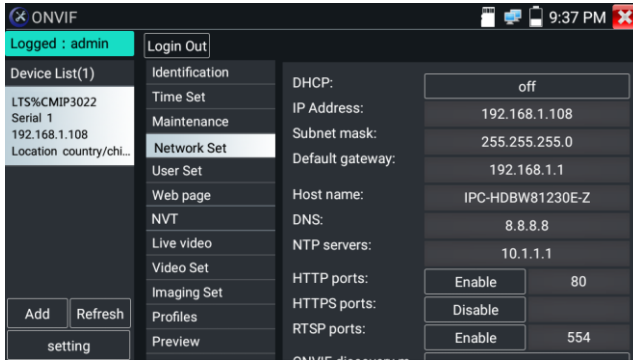 ONVIF
9:37 PM
Logged : admin
Login Out
Device List(1)
LTS%CMIP3022
Serial 1
192.168.1.108
Location country/chi...
Add
Refresh
setting
Identification
Time Set
Maintenance
Network Set
User Set
Web page
NVT
Live video
Video Set
Imaging Set
Profiles
Preview
DHCP: off
IP Address: 192.168.1.108
Subnet mask: 255.255.255.0
Default gateway: 192.168.1.1
Host name: IPC-HDBW81230E-Z
DNS: 8.8.8.8
NTP servers: 10.1.1.1
HTTP ports: Enable 80
HTTPS ports: Disable
RTSP ports: Enable 554